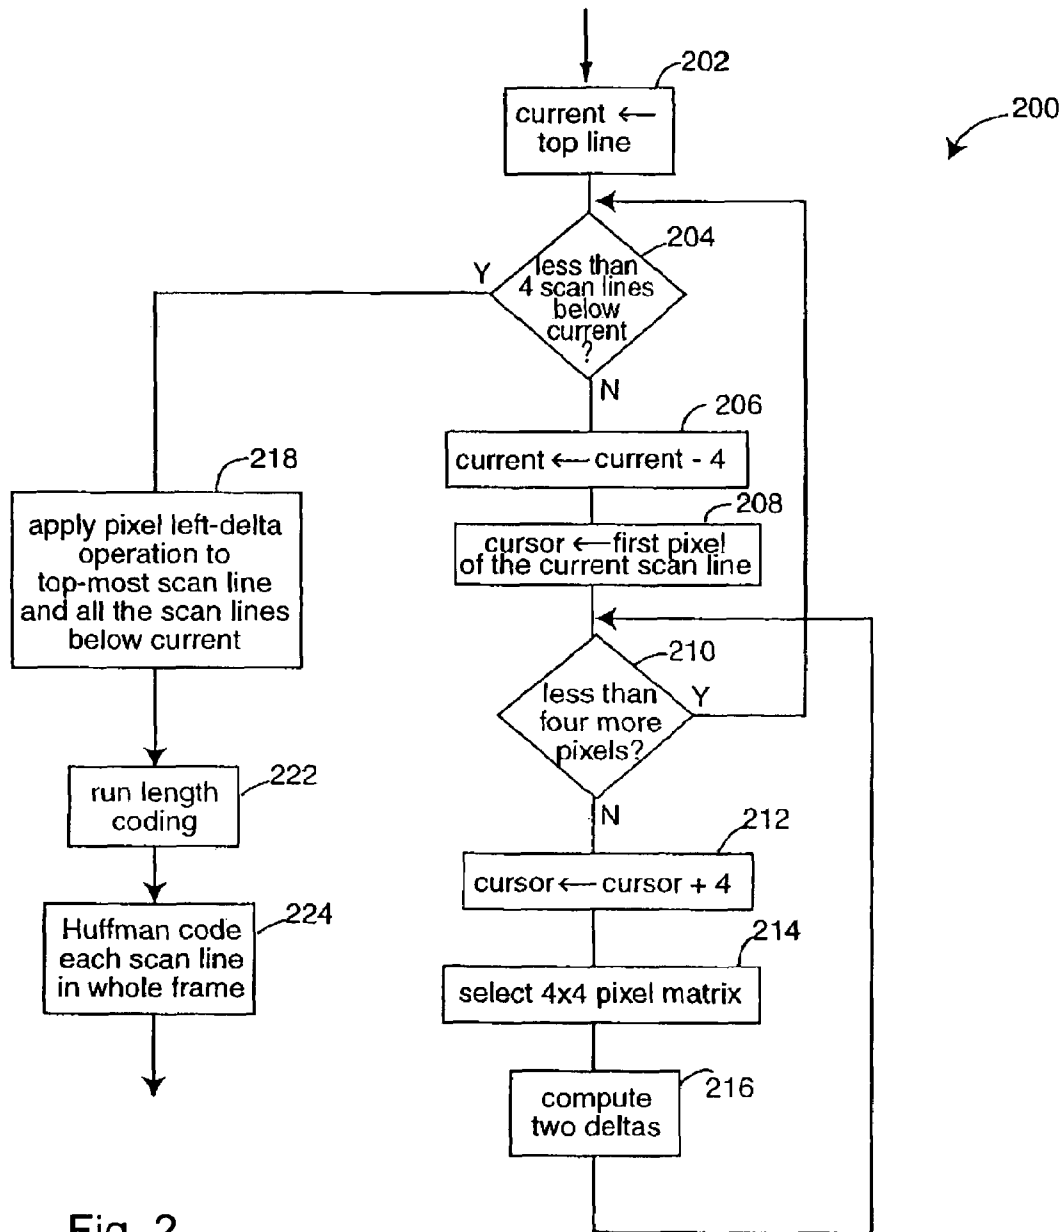 202
current ←
top line
200
204
Y
less than
4 scan lines
below
current
?
N
206
current ← current - 4
208
cursor ← first pixel
of the current scan line
210
less than
four more
pixels?
Y
N
212
cursor ← cursor + 4
214
select 4x4 pixel matrix
216
compute
two deltas
218
apply pixel left-delta
operation to
top-most scan line
and all the scan lines
below current
222
run length
coding
224
Huffman code
each scan line
in whole frame
Fig. 2